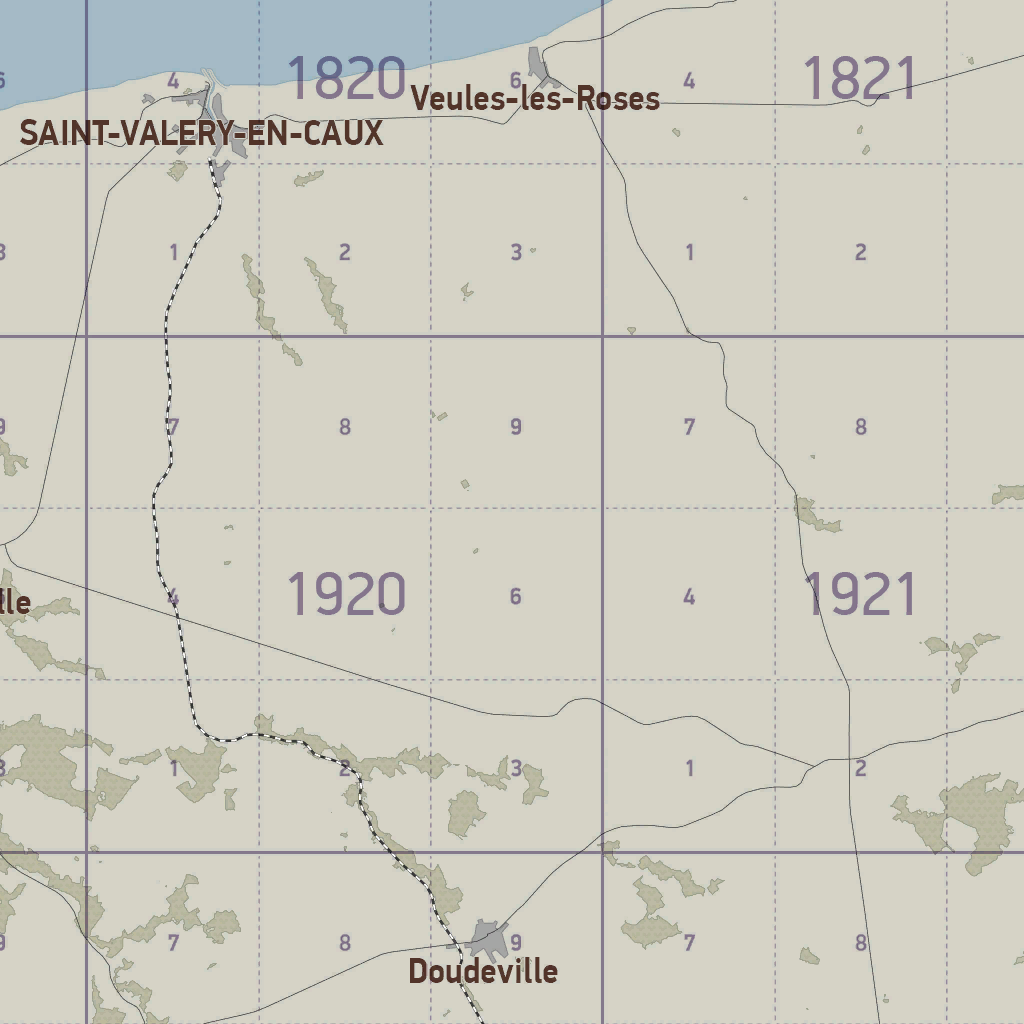 6 4 1820 6 4 1821
Veules-les-Roses
SAINT-VALERY-EN-CAUX
3 1 2 3 1 2
9 7 8 9 7 8
4 1920 6 4 1921
lle
3 1 2 3 1 2
9 7 8 9 7 8
Doudeville